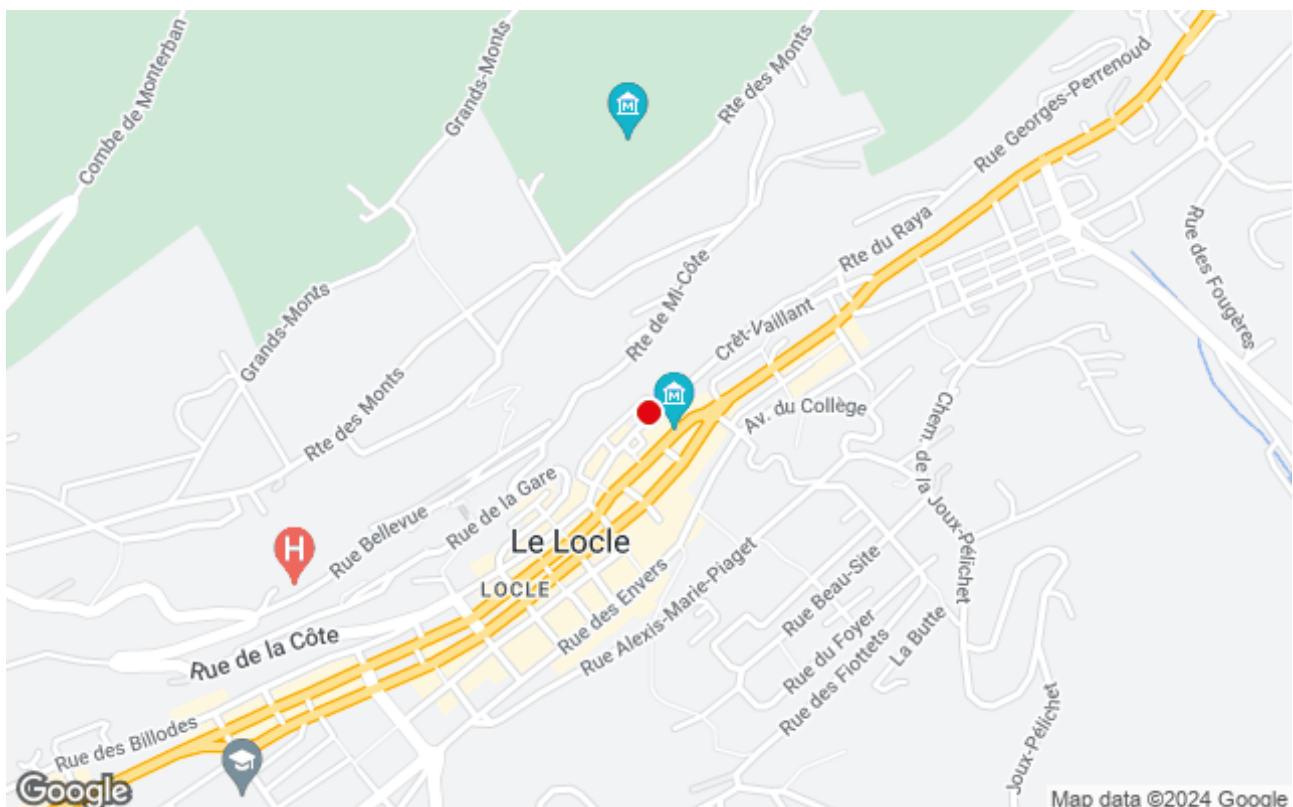 Combe de Monterban
Grands-Monts
Rte des Monts
M
Rue Georges-Perrenoud
Rte du Raya
Rue des Fougères
Rte de Mi-Côte
Crêt-Vaillant
Grands-Monts
M
Av. du Collège
Rte des Monts
Chem. de la Joux-Pélichet
Rue de la Gare
Rue Bellevue
H
Le Locle
LOCLE
Rue des Envers
Rue Alexis-Marie-Piaget
Rue Beau-Site
Rue du Foyer
Rue des Fiottets
La Butte
Rue de la Côte
Rue des Billodes
Joux-Pélichet
Google
Map data ©2024 Google